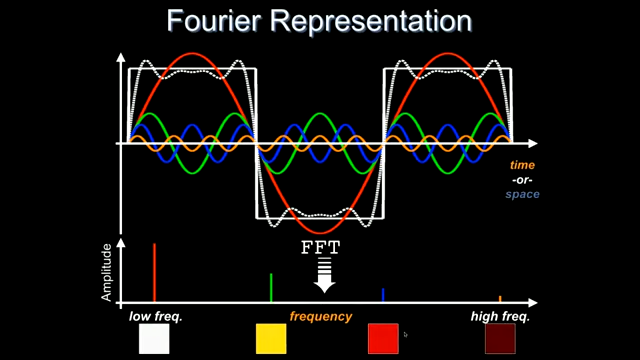 Fourier Representation
time
-or-
space
FFT
Amplitude
low freq.
frequency
high freq.